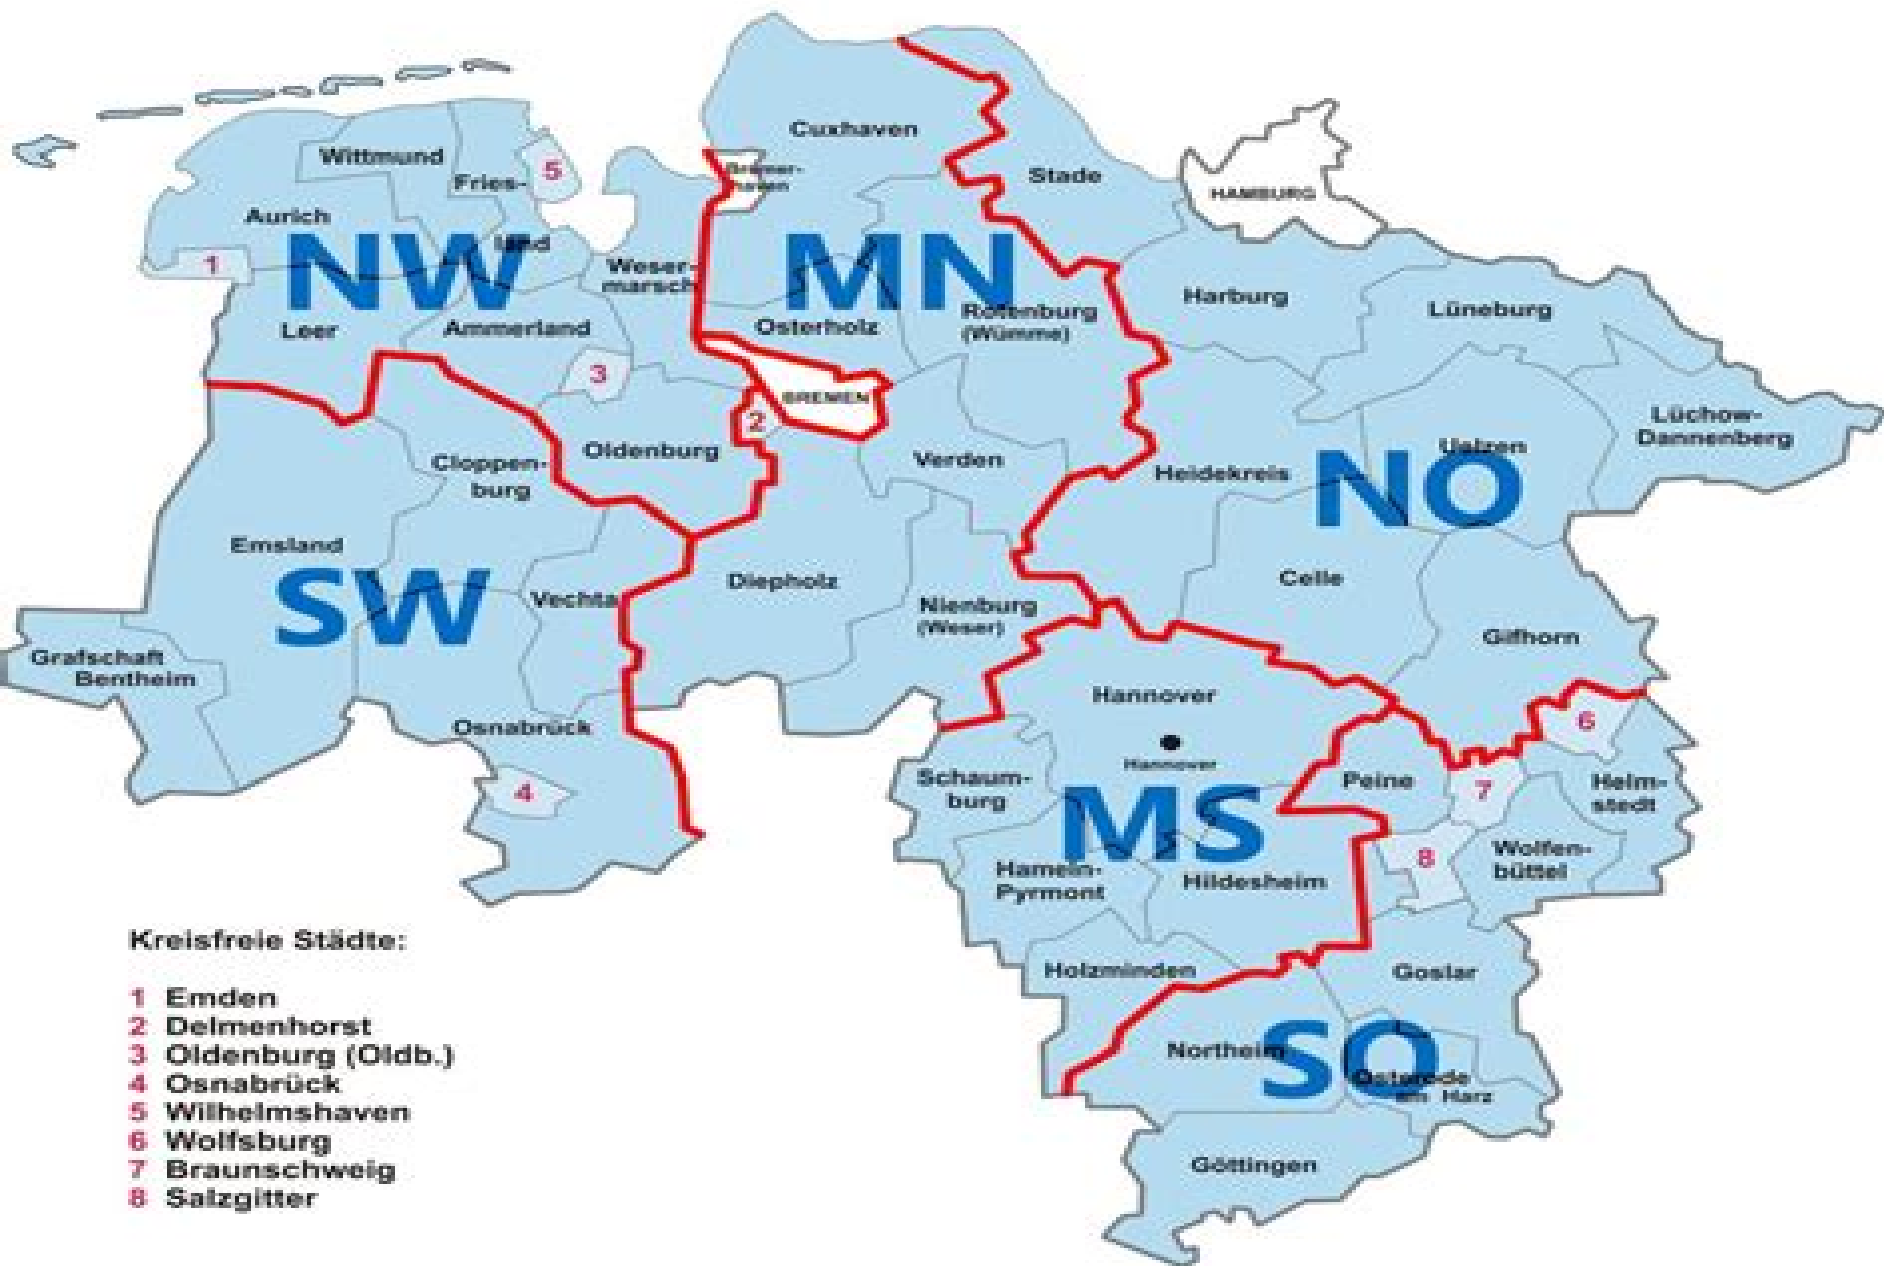 Cuxhaven
Wittmund
5
Bremer-
haven
Fries-
Stade
HAMBURG
Aurich
land
NW
MN
1
Weser-
marsch
Harburg
Rotenburg
(Wümme)
Lüneburg
Leer
Ammerland
Osterholz
3
BREMEN
2
Lüchow-
Dannenberg
Oldenburg
Verden
Uelzen
Cloppen-
burg
Heidekreis
NO
Emsland
Diepholz
Celle
SW
Vechta
Nienburg
(Weser)
Gifhorn
Grafschaft
Bentheim
Hannover
Osnabrück
6
Hannover
Schaum-
burg
Peine
7
Helm-
stedt
4
MS
Hameln-
Pyrmont
Hildesheim
8
Wolfen-
büttel
Holzminden
Goslar
Northeim
SO
Osterode
am Harz
Göttingen
Kreisfreie Städte:
1 Emden
2 Delmenhorst
3 Oldenburg (Oldb.)
4 Osnabrück
5 Wilhelmshaven
6 Wolfsburg
7 Braunschweig
8 Salzgitter